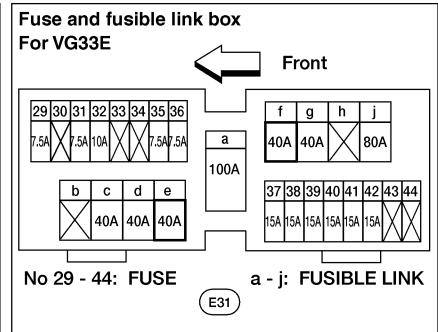 Fuse and fusible link box
For VG33E
Front
29 30 31 32 33 34 35 36
7.5A 7.5A 10A 7.5A 7.5A
a
100A
f g h j
40A 40A 80A
b c d e
40A 40A 40A
37 38 39 40 41 42 43 44
15A 15A 15A 15A 15A 15A
No 29 - 44: FUSE
a - j: FUSIBLE LINK
E31